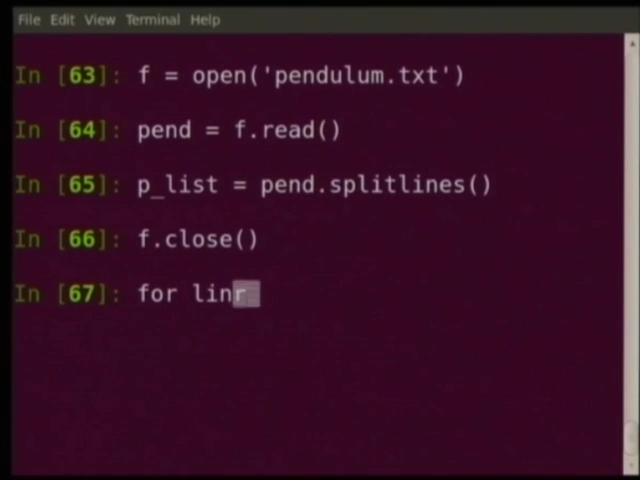 File Edit View Terminal Help
In [63]: f = open('pendulum.txt')
In [64]: pend = f.read()
In [65]: p_list = pend.splitlines()
In [66]: f.close()
In [67]: for linr